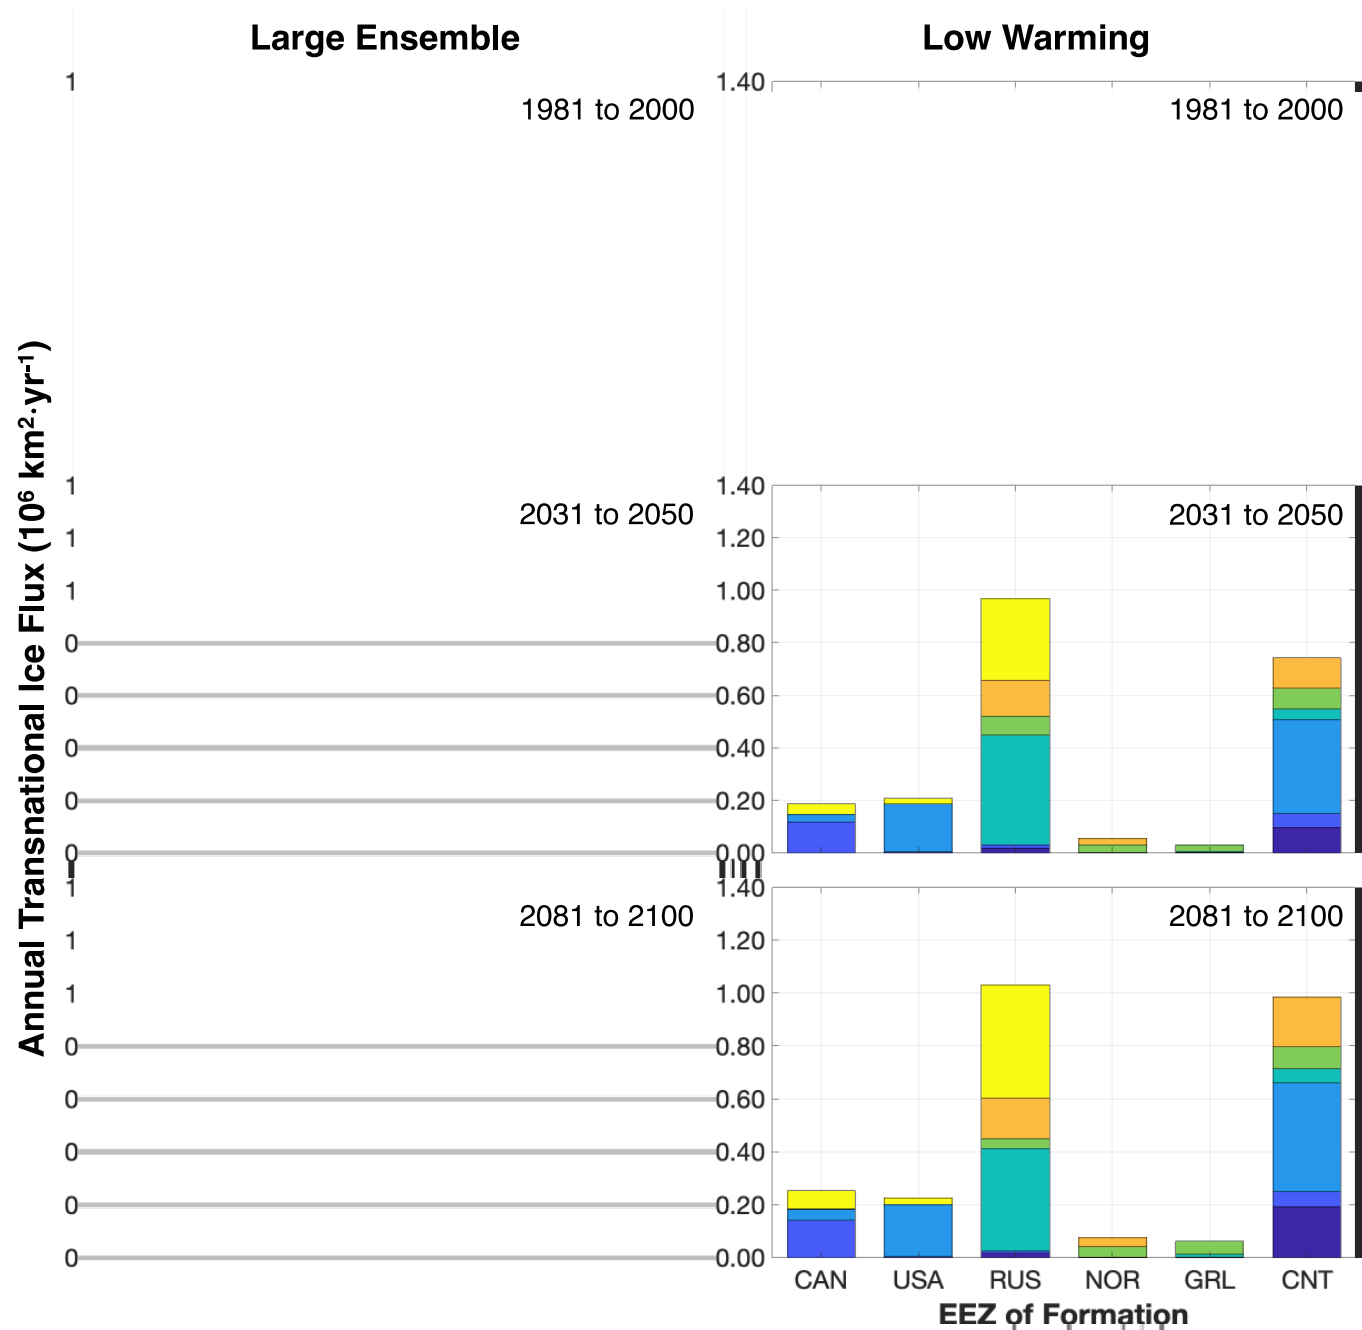 Large Ensemble Low Warming
1 1.40
1981 to 2000 1981 to 2000
Annual Transnational Ice Flux (10⁶ km²·yr⁻¹)
1 1.40
2031 to 2050 2031 to 2050
1 1.20
1 1.00
0 0.80
0 0.60
0 0.40
0 0.20
0 0.00
1 1.40
2081 to 2100 2081 to 2100
1 1.20
1 1.00
0 0.80
0 0.60
0 0.40
0 0.20
0 0.00
CAN USA RUS NOR GRL CNT
EEZ of Formation